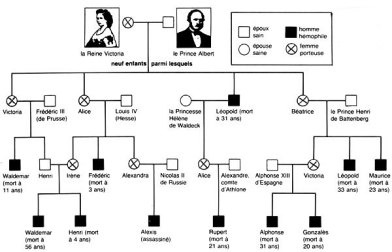 époux
sain
homme
hémophile
épouse
saine
femme
porteuse
la Reine Victoria
le Prince Albert
neuf enfants parmi lesquels
Victoria
Frédéric III
(de Prusse)
Alice
Louis IV
(Hesse)
la Princesse
Hélène
de Waldeck
Léopold (mort
à 31 ans)
Béatrice
le Prince Henri
de Battenberg
Waldemar
(mort à
11 ans)
Henri
Irène
Frédéric
(mort à
3 ans)
Alexandra
Nicolas II
de Russie
Alice
Alexandre,
comte
d'Athlone
Alphonse XIII
d'Espagne
Victoria
Léopold
(mort à
33 ans)
Maurice
(mort à
23 ans)
Waldemar
(mort à
56 ans)
Henri (mort
à 4 ans)
Alexis
(assassiné)
Rupert
(mort à
21 ans)
Alphonse
(mort à
31 ans)
Gonzalès
(mort à
20 ans)